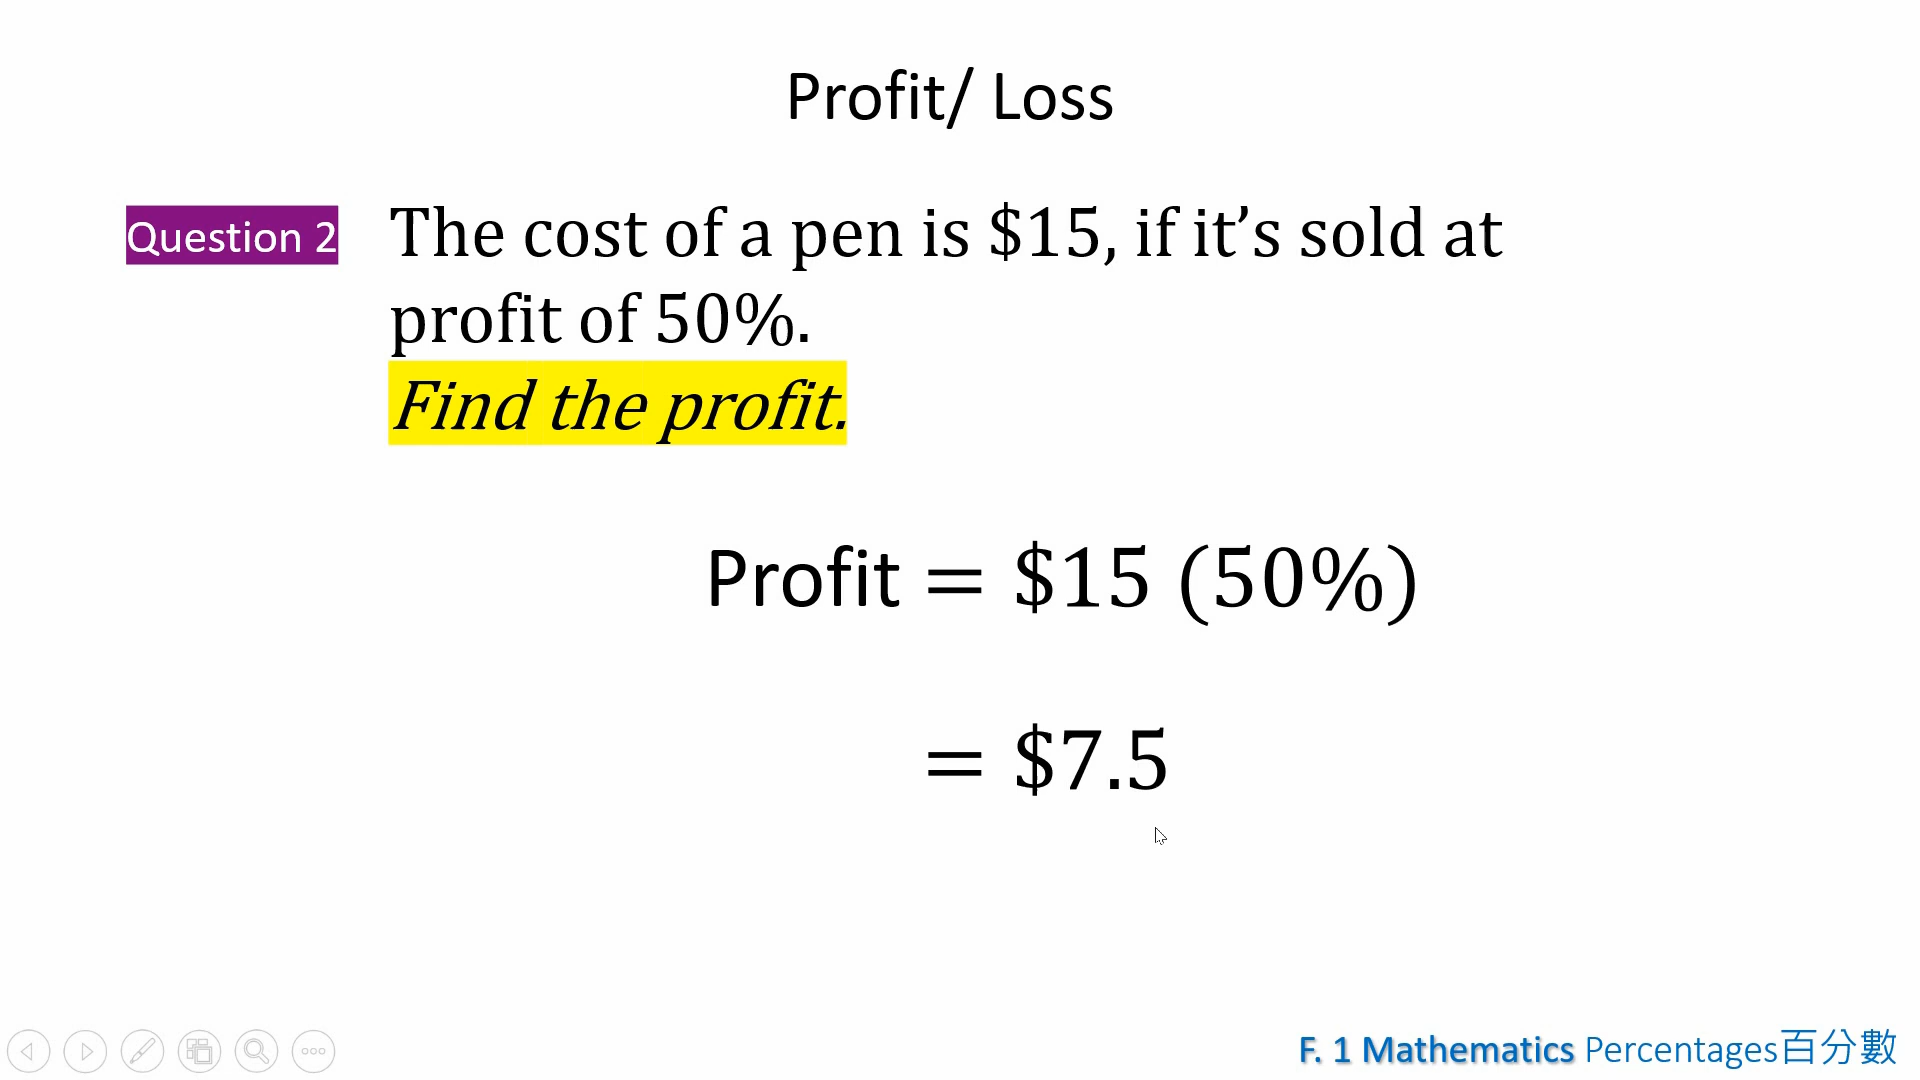 Profit/ Loss
Question 2
The cost of a pen is $15, if it’s sold at
profit of 50%.
Find the profit.
Profit = $15 (50%)
= $7.5
F. 1 Mathematics Percentages百分數